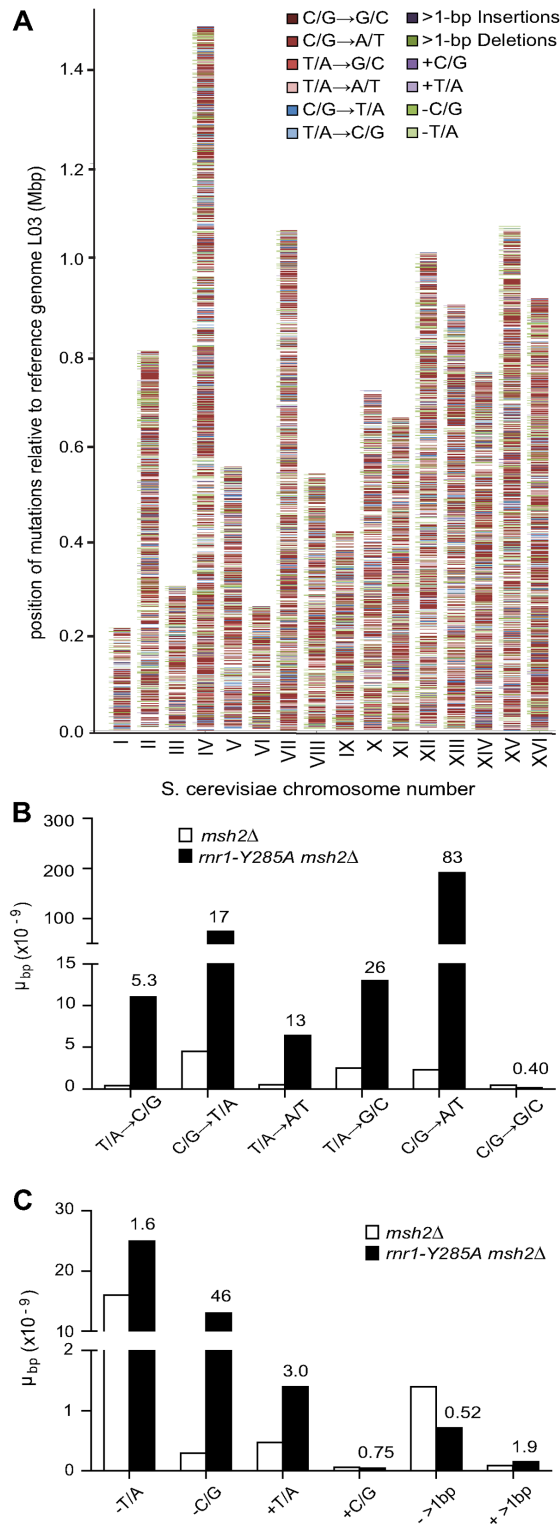 A
C/G→G/C
C/G→A/T
T/A→G/C
T/A→A/T
C/G→T/A
T/A→C/G
>1-bp Insertions
>1-bp Deletions
+C/G
+T/A
-C/G
-T/A
position of mutations relative to reference genome L03 (Mbp)
1.4
1.2
1.0
0.8
0.6
0.4
0.2
0.0
I II III IV V VI VII VIII IX X XI XII XIII XIV XV XVI
S. cerevisiae chromosome number
B
msh2Δ
rnr1-Y285A msh2Δ
μbp (x10 -9)
300
200
100
15
10
5
0
5.3 17 13 26 83 0.40
T/A→C/G C/G→T/A T/A→A/T T/A→G/C C/G→A/T C/G→G/C
C
msh2Δ
rnr1-Y285A msh2Δ
μbp (x10 -9)
30
20
10
2
1
0
1.6 46 3.0 0.75 0.52 1.9
-T/A -C/G +T/A +C/G - >1bp + >1bp